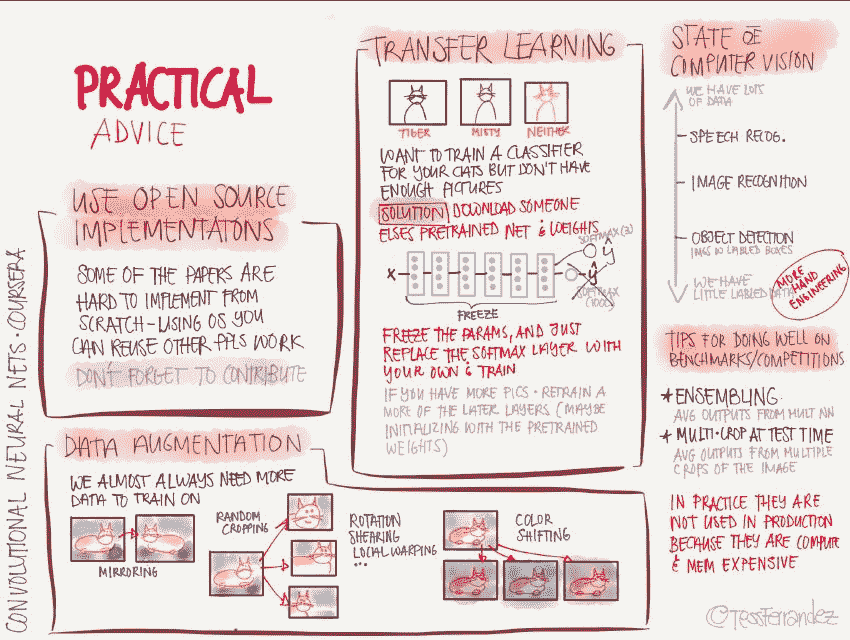 PRACTICAL
ADVICE
USE OPEN SOURCE
IMPLEMENTATIONS
SOME OF THE PAPERS ARE
HARD TO IMPLEMENT FROM
SCRATCH - USING OS YOU
CAN REUSE OTHER PPLS WORK
DON'T FORGET TO CONTRIBUTE
TRANSFER LEARNING
TIGER
MISTY
NEITHER
WANT TO TRAIN A CLASSIFIER
FOR YOUR CATS BUT DON'T HAVE
ENOUGH PICTURES
SOLUTION DOWNLOAD SOMEONE
ELSES PRETRAINED NET & WEIGHTS
SOFTMAX (3)
X
ŷ
ŷ
SOFTMAX
(1000)
FREEZE
FREEZE THE PARAMS, AND JUST
REPLACE THE SOFTMAX LAYER WITH
YOUR OWN & TRAIN
IF YOU HAVE MORE PICS · RETRAIN A
MORE OF THE LATER LAYERS (MAYBE
INITIALIZING WITH THE PRETRAINED
WEIGHTS)
STATE OF
COMPUTER VISION
WE HAVE LOTS
OF DATA
SPEECH RECOG.
IMAGE RECOGNITION
OBJECT DETECTION
IMGS W LABLED BOXES
WE HAVE
LITTLE LABLED DATA
MORE
HAND
ENGINEERING
TIPS FOR DOING WELL ON
BENCHMARKS/COMPETITIONS
★ ENSEMBLING
AVG OUTPUTS FROM MULT NN
★ MULTI-CROP AT TEST TIME
AVG OUTPUTS FROM MULTIPLE
CROPS OF THE IMAGE
IN PRACTICE THEY ARE
NOT USED IN PRODUCTION
BECAUSE THEY ARE COMPUTE
& MEM EXPENSIVE
DATA AUGMENTATION
WE ALMOST ALWAYS NEED MORE
DATA TO TRAIN ON
MIRRORING
RANDOM
CROPPING
ROTATION
SHEARING
LOCAL WARPING
...
COLOR
SHIFTING
CONVOLUTIONAL NEURAL NETS · COURSERA
©TessFerrandez